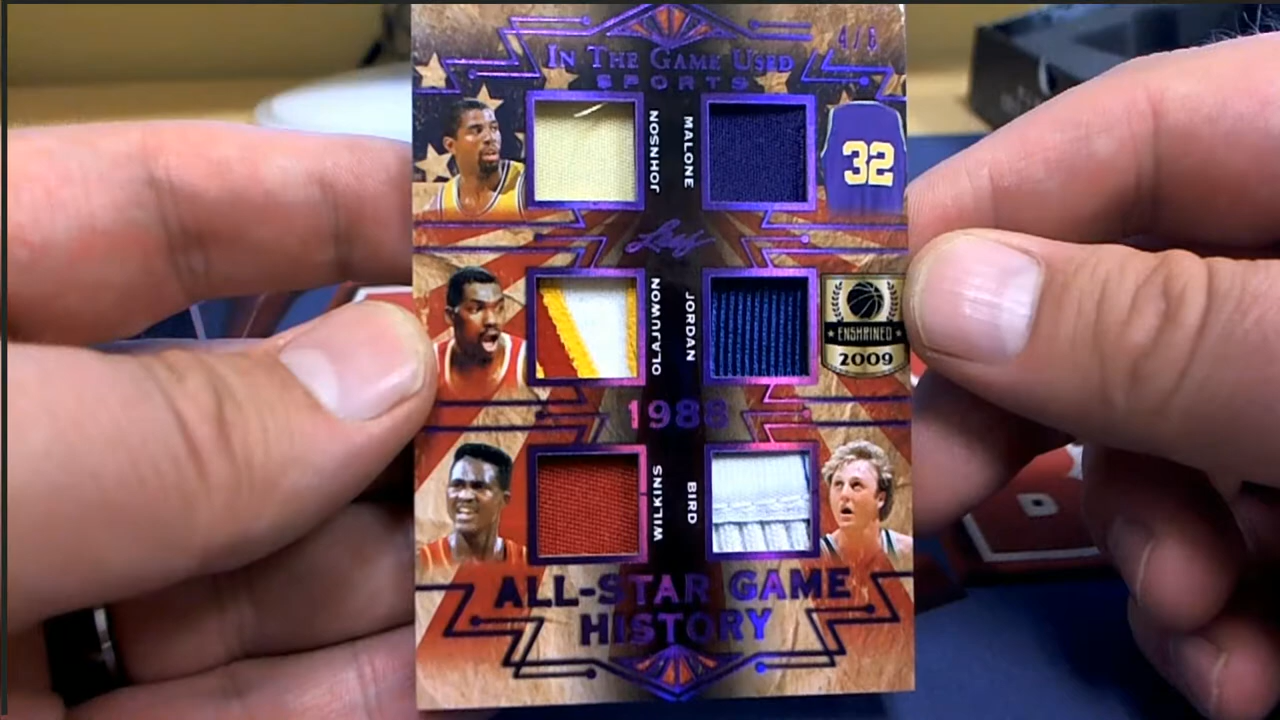 4/6
IN THE GAME USED
SPORTS
JOHNSON
MALONE
32
Leaf
OLAJUWON
JORDAN
ENSHRINED
2009
1988
WILKINS
BIRD
ALL-STAR GAME
HISTORY